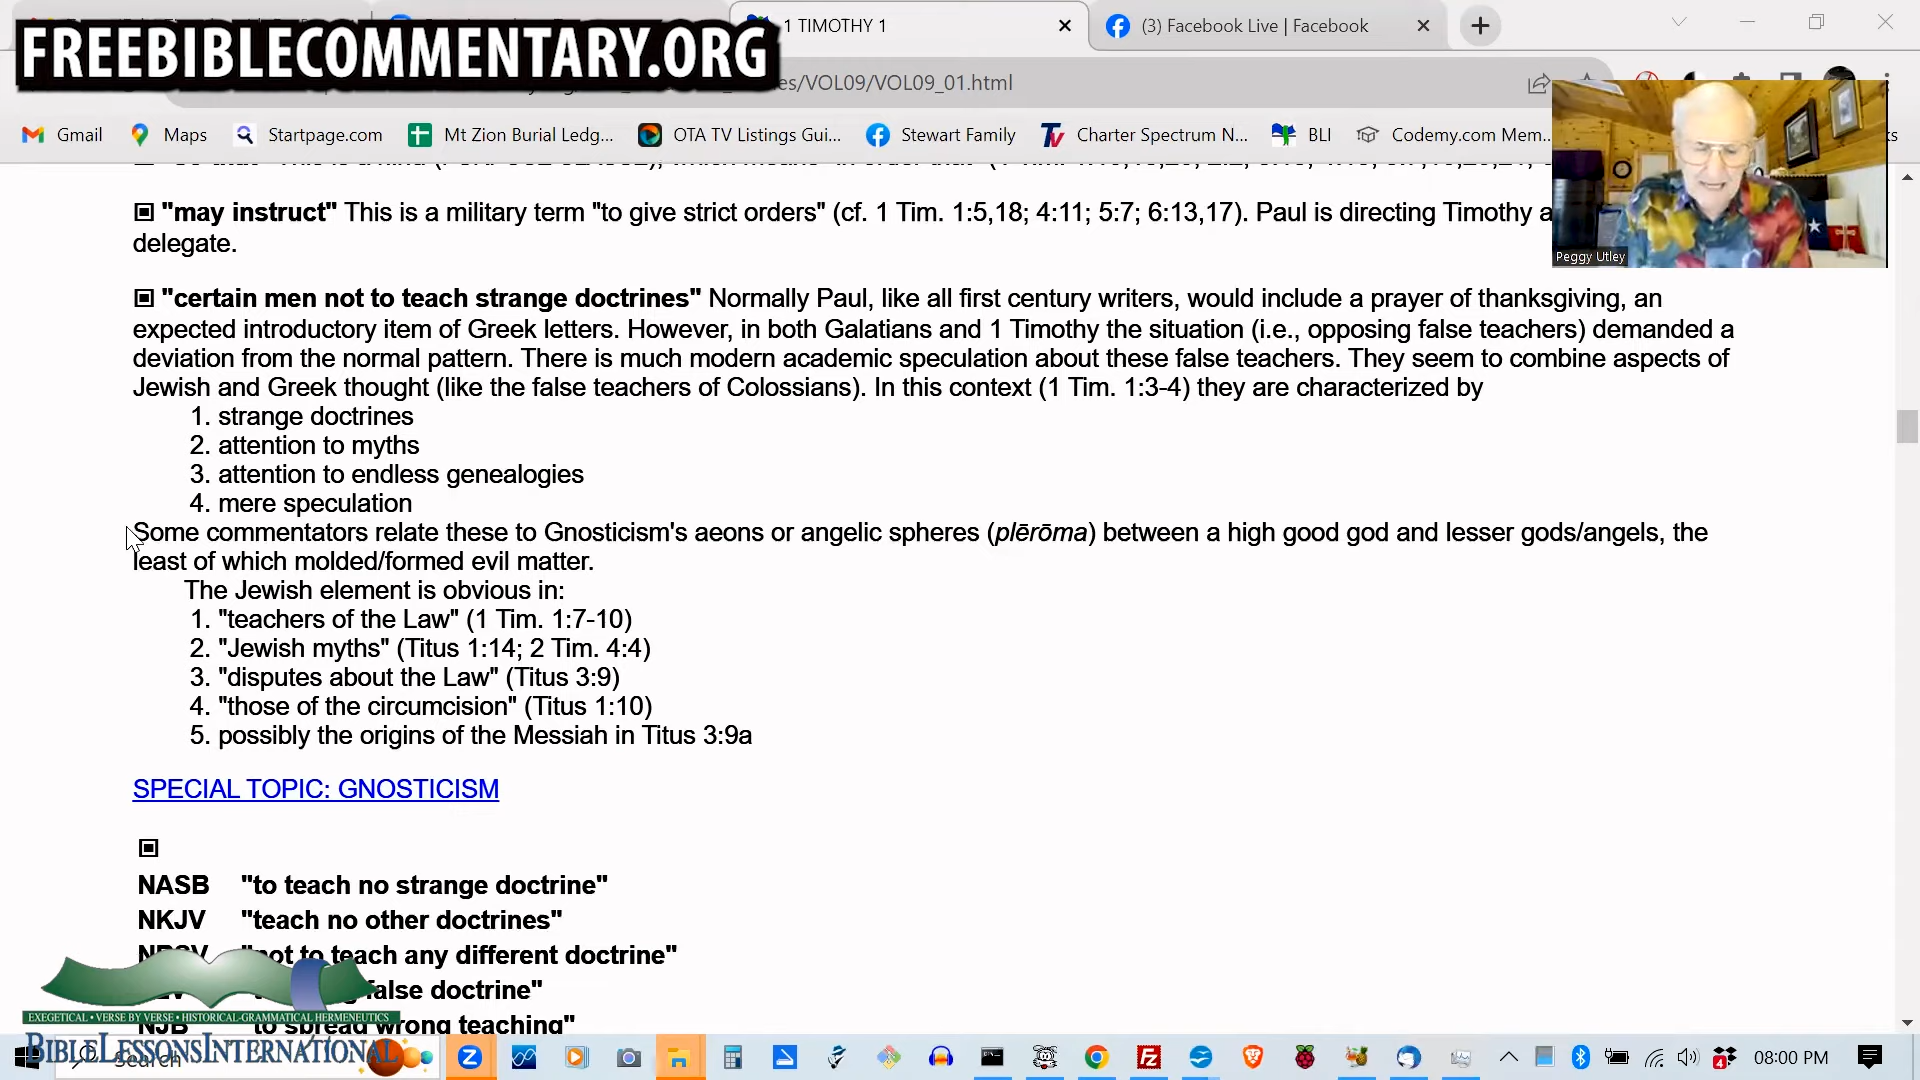 FREEBIBLECOMMENTARY.ORG
1 TIMOTHY 1
(3) Facebook Live | Facebook
es/VOL09/VOL09_01.html
Gmail
Maps
Startpage.com
Mt Zion Burial Ledg...
OTA TV Listings Gui...
Stewart Family
Charter Spectrum N...
BLI
Codemy.com Mem...
"may instruct" This is a military term "to give strict orders" (cf. 1 Tim. 1:5,18; 4:11; 5:7; 6:13,17). Paul is directing Timothy a
delegate.
Peggy Utley
"certain men not to teach strange doctrines" Normally Paul, like all first century writers, would include a prayer of thanksgiving, an
expected introductory item of Greek letters. However, in both Galatians and 1 Timothy the situation (i.e., opposing false teachers) demanded a
deviation from the normal pattern. There is much modern academic speculation about these false teachers. They seem to combine aspects of
Jewish and Greek thought (like the false teachers of Colossians). In this context (1 Tim. 1:3-4) they are characterized by
1. strange doctrines
2. attention to myths
3. attention to endless genealogies
4. mere speculation
Some commentators relate these to Gnosticism's aeons or angelic spheres (plērōma) between a high good god and lesser gods/angels, the
least of which molded/formed evil matter.
The Jewish element is obvious in:
1. "teachers of the Law" (1 Tim. 1:7-10)
2. "Jewish myths" (Titus 1:14; 2 Tim. 4:4)
3. "disputes about the Law" (Titus 3:9)
4. "those of the circumcision" (Titus 1:10)
5. possibly the origins of the Messiah in Titus 3:9a
SPECIAL TOPIC: GNOSTICISM
NASB "to teach no strange doctrine"
NKJV "teach no other doctrines"
NRSV "not to teach any different doctrine"
false doctrine"
NJB "to spread wrong teaching"
EXEGETICAL • VERSE BY VERSE • HISTORICAL-GRAMMATICAL HERMENEUTICS
BIBLELESSONSINTERNATIONAL
Search
08:00 PM